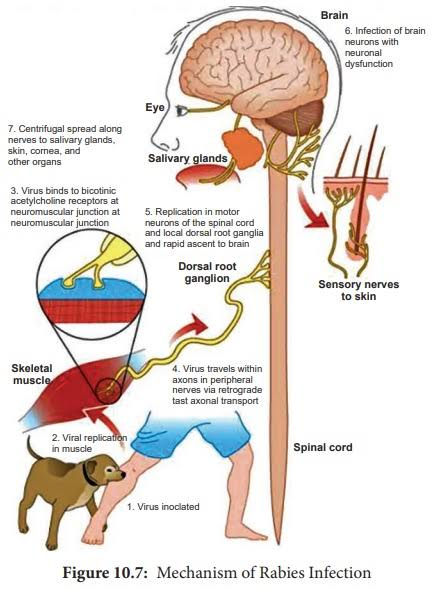 Brain
6. Infection of brain
neurons with
neuronal
dysfunction
Eye
7. Centrifugal spread along
nerves to salivary glands,
skin, cornea, and
other organs
Salivary glands
3. Virus binds to bicotinic
acetylcholine receptors at
neuromuscular junction at
neuromuscular junction
5. Replication in motor
neurons of the spinal cord
and pocal dorsal root ganglia
and rapid ascent to brain
Dorsal root
ganglion
Sensory nerves
to skin
Skeletal
muscle
4. Virus travels within
axons in peripheral
nerves via retrograde
tast axonal transport
2. Viral replication
in muscle
Spinal cord
1. Virus inoclated
Figure 10.7: Mechanism of Rabies Infection